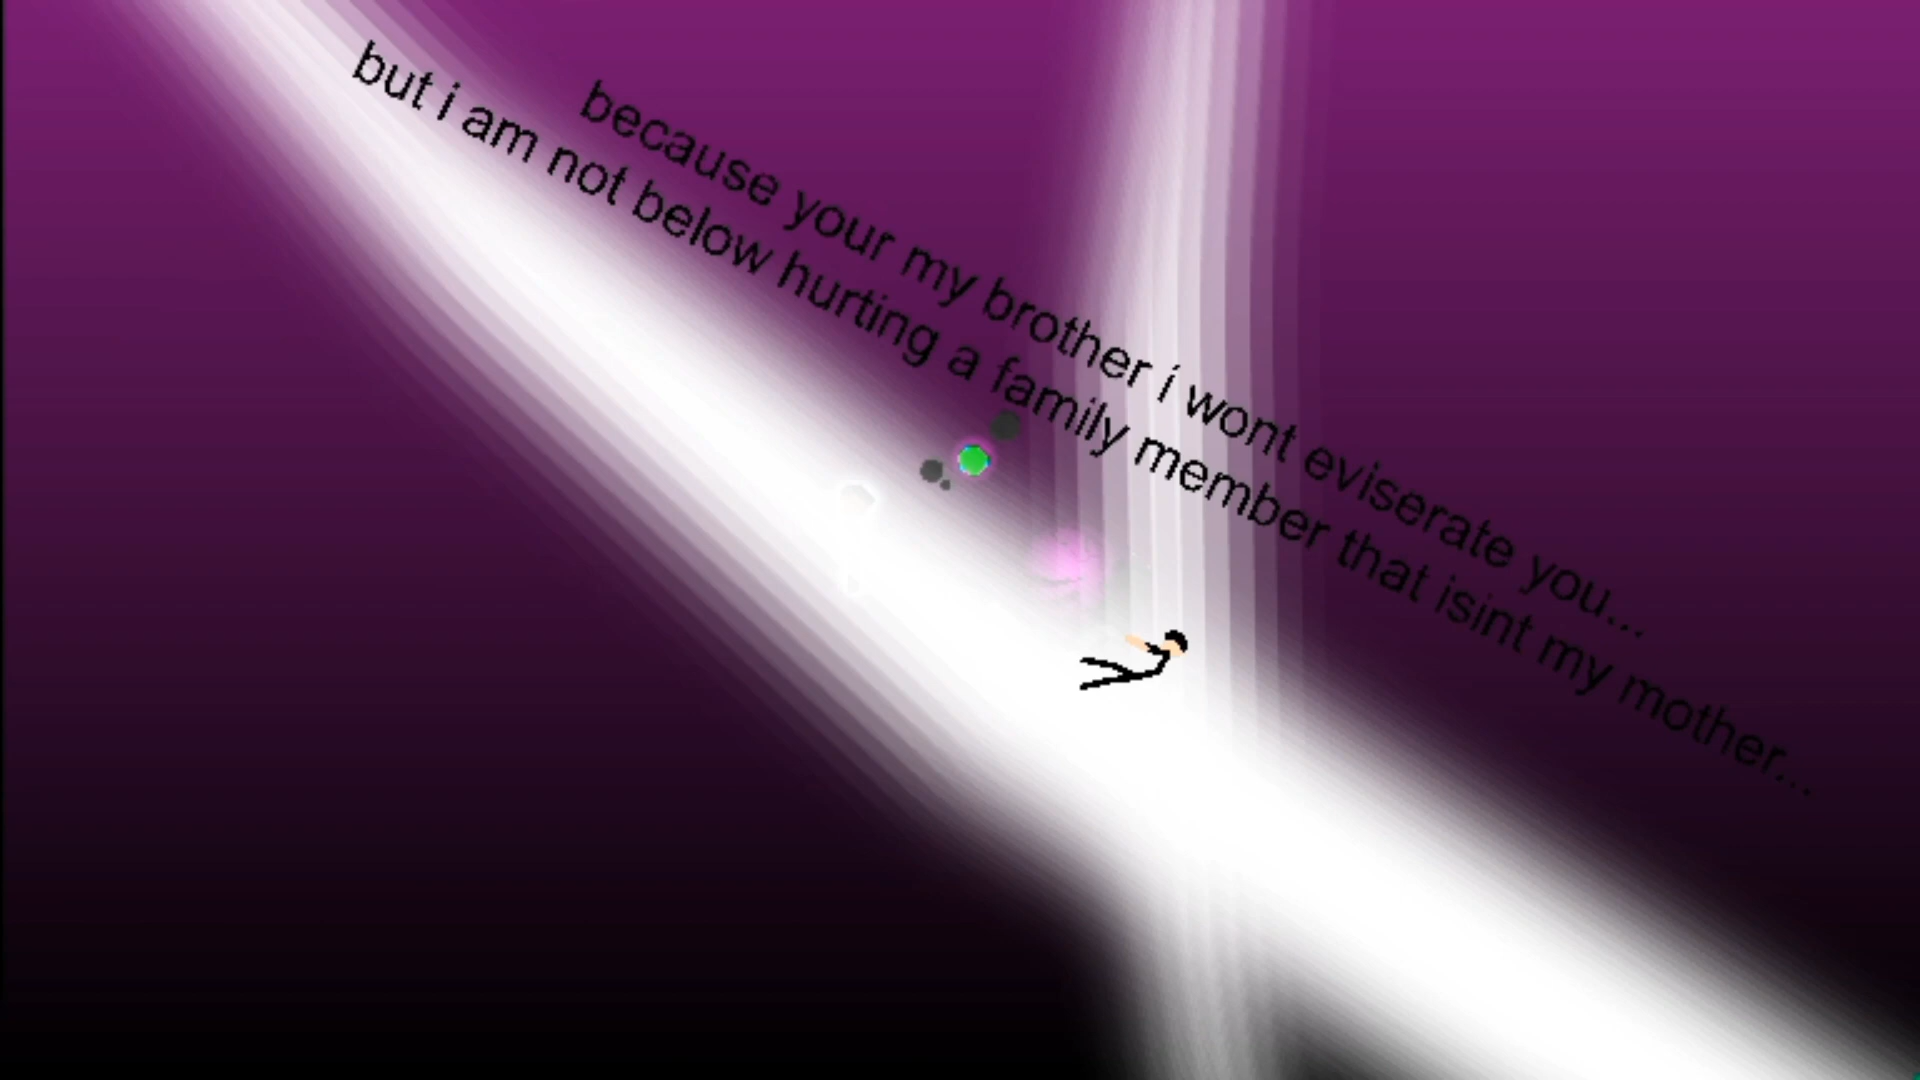 because your my brother i wont eviserate you...
but i am not below hurting a family member that isint my mother...